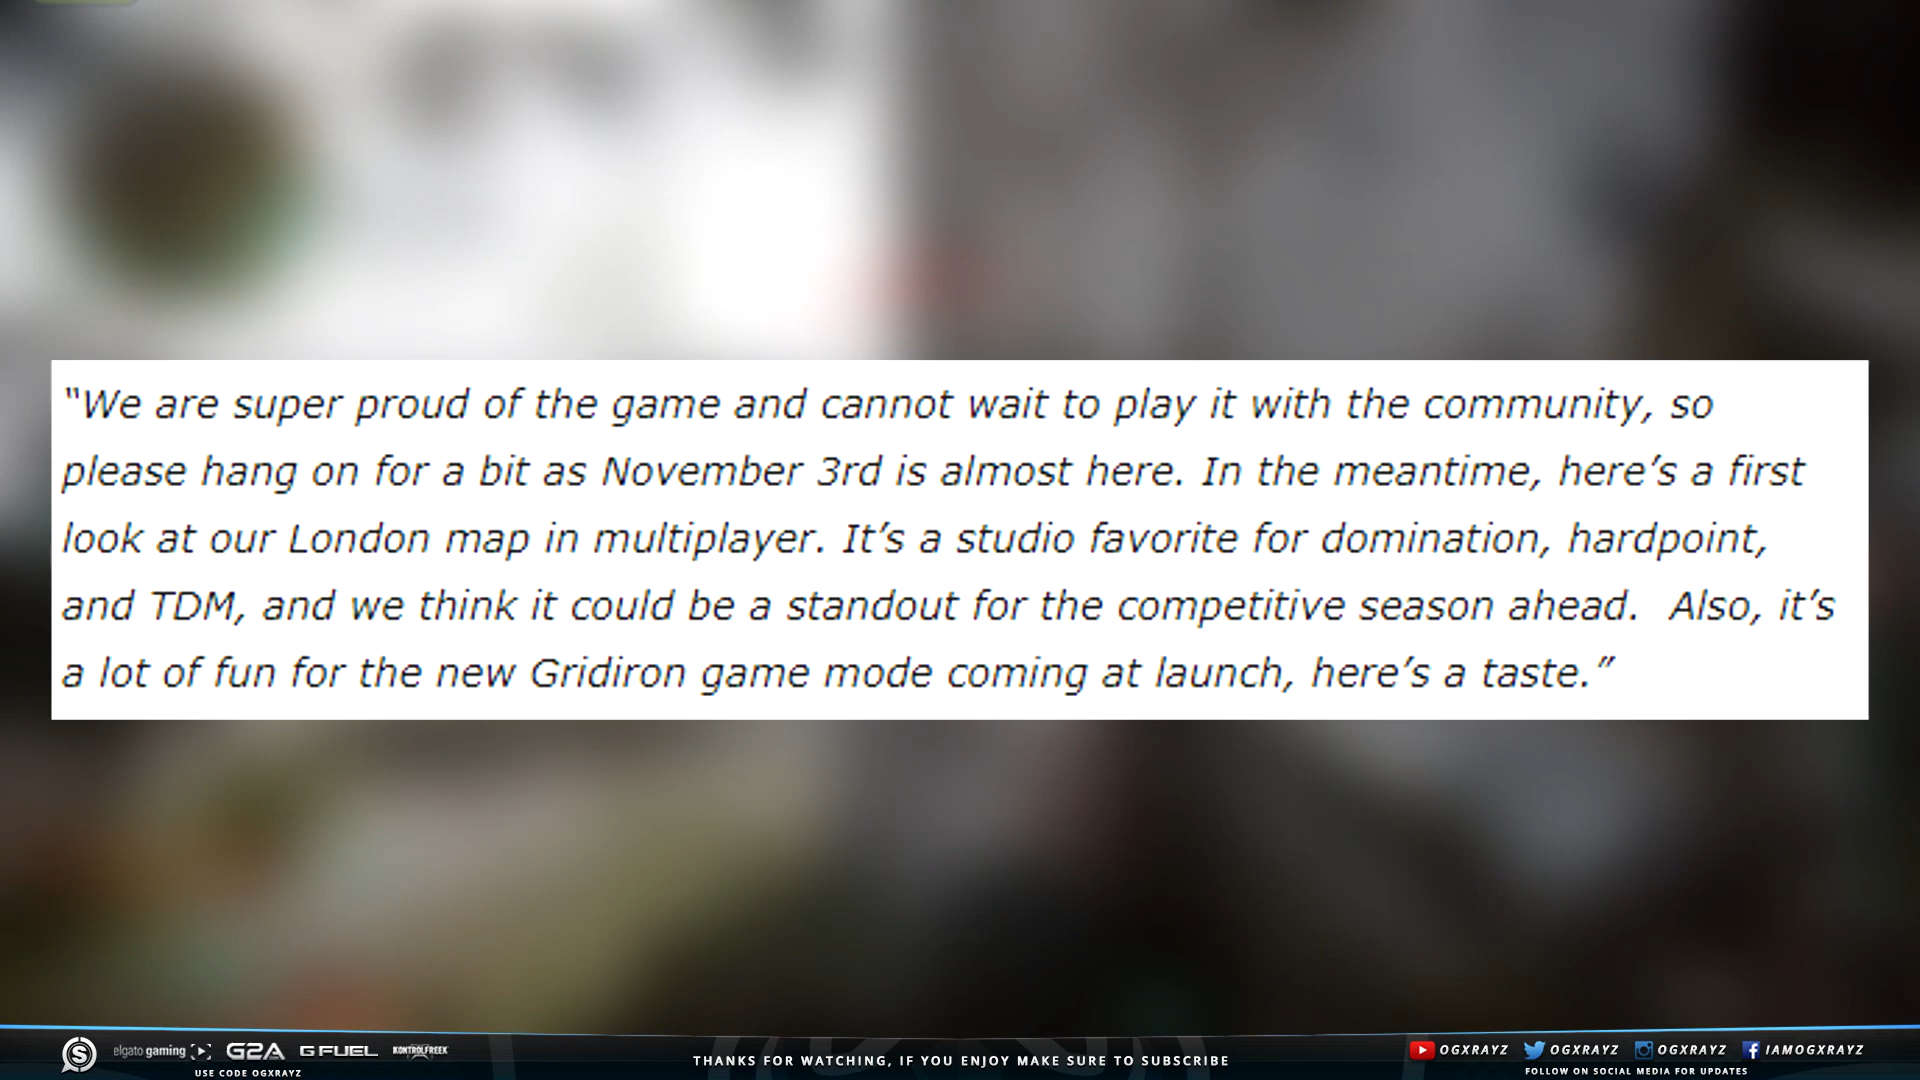 “We are super proud of the game and cannot wait to play it with the community, so
please hang on for a bit as November 3rd is almost here. In the meantime, here’s a first
look at our London map in multiplayer. It’s a studio favorite for domination, hardpoint,
and TDM, and we think it could be a standout for the competitive season ahead.  Also, it’s
a lot of fun for the new Gridiron game mode coming at launch, here’s a taste.”
elgato gaming G2A G FUEL KONTROLFREEK
USE CODE OGXRAYZ
THANKS FOR WATCHING, IF YOU ENJOY MAKE SURE TO SUBSCRIBE
OGXRAYZ OGXRAYZ OGXRAYZ IAMOGXRAYZ
FOLLOW ON SOCIAL MEDIA FOR UPDATES